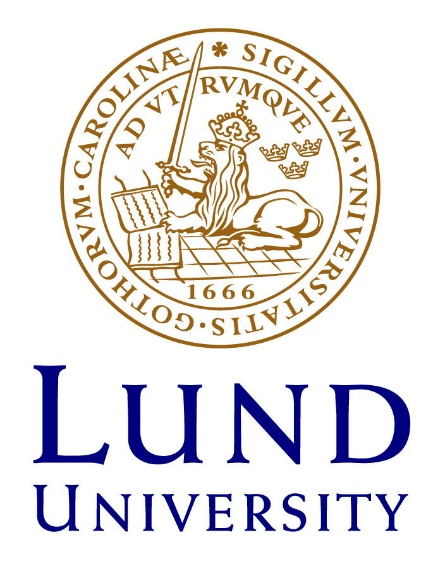 SIGILLVM·VNIVERSITATIS·GOTHORVM·CAROLINÆ
AD VTRVMQVE
1666
LUND
UNIVERSITY